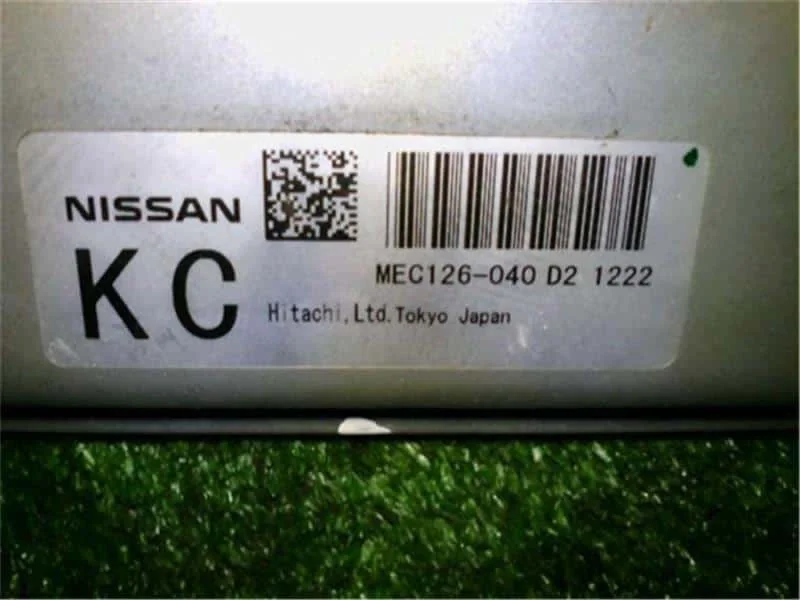 NISSAN
KC
MEC126-040 D2 1222
Hitachi,Ltd.Tokyo Japan